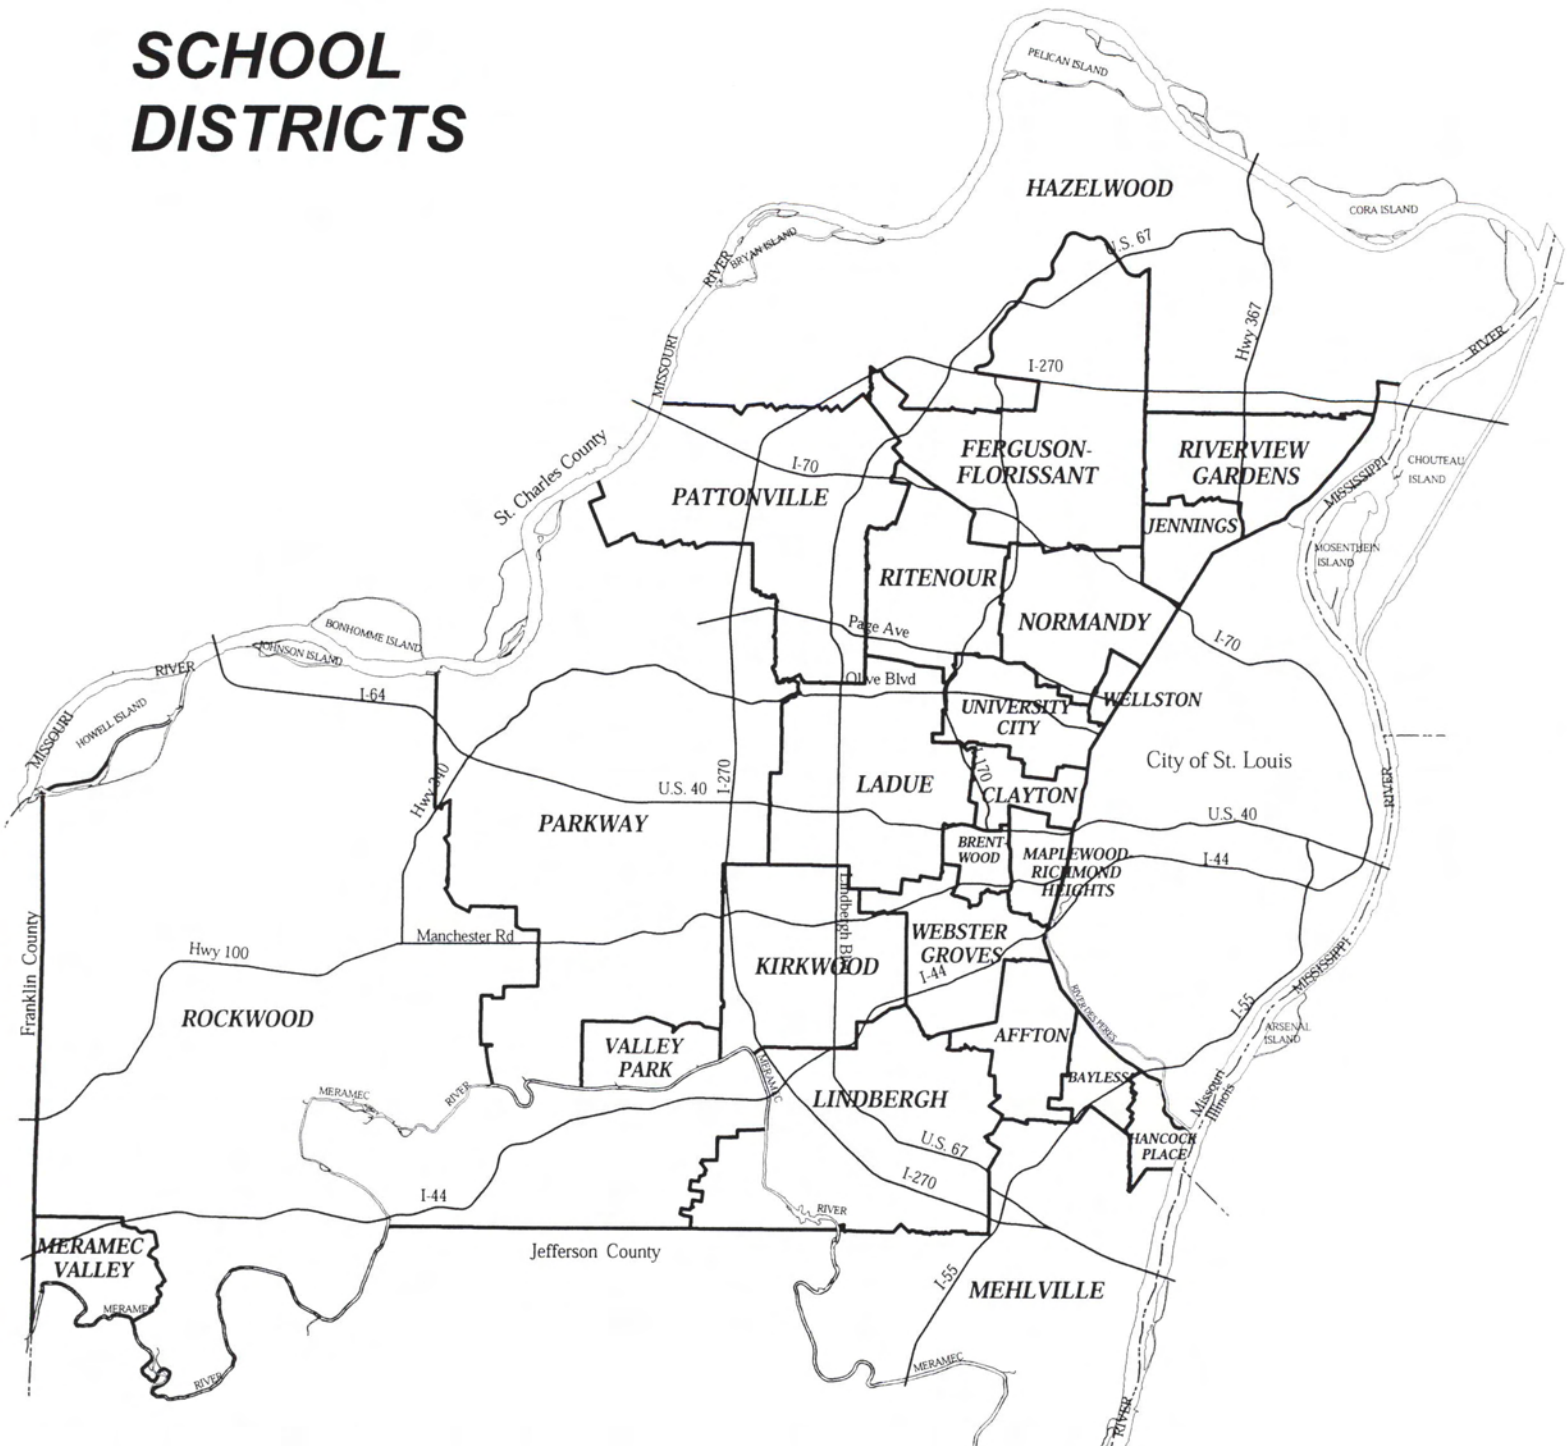 SCHOOL
DISTRICTS
PELICAN ISLAND
HAZELWOOD
CORA ISLAND
BRYAN ISLAND
RIVER
U.S. 67
Hwy 367
RIVER
MISSOURI
I-270
St. Charles County
I-70
PATTONVILLE
FERGUSON-
FLORISSANT
RIVERVIEW
GARDENS
CHOUTEAU
ISLAND
MISSISSIPPI
JENNINGS
MOSENTHEIN
ISLAND
RITENOUR
NORMANDY
Page Ave
I-70
BONHOMME ISLAND
JOHNSON ISLAND
RIVER
I-64
Olive Blvd
WELLSTON
UNIVERSITY
CITY
MISSOURI
HOWELL ISLAND
City of St. Louis
Hwy 340
U.S. 40
I-270
LADUE
I-170
CLAYTON
RIVER
U.S. 40
PARKWAY
BRENT-
WOOD
MAPLEWOOD-
RICHMOND
HEIGHTS
I-44
Lindbergh Blvd
Manchester Rd
Hwy 100
WEBSTER
GROVES
KIRKWOOD
I-44
MISSISSIPPI
Franklin County
ROCKWOOD
RIVER DES PERES
I-55
ARSENAL
ISLAND
VALLEY
PARK
AFFTON
MERAMEC
BAYLESS
MERAMEC
RIVER
LINDBERGH
Missouri
Illinois
HANCOCK
PLACE
U.S. 67
I-270
I-44
RIVER
MERAMEC
VALLEY
Jefferson County
I-55
MEHLVILLE
MERAMEC
RIVER
MERAMEC
RIVER